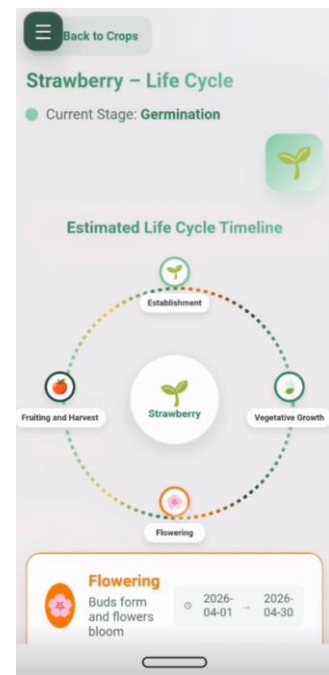 Back to Crops
Strawberry – Life Cycle
Current Stage: Germination
Estimated Life Cycle Timeline
Establishment
Strawberry
Fruiting and Harvest
Vegetative Growth
Flowering
Flowering
Buds form
and flowers
bloom
2026-
04-01
→
2026-
04-30